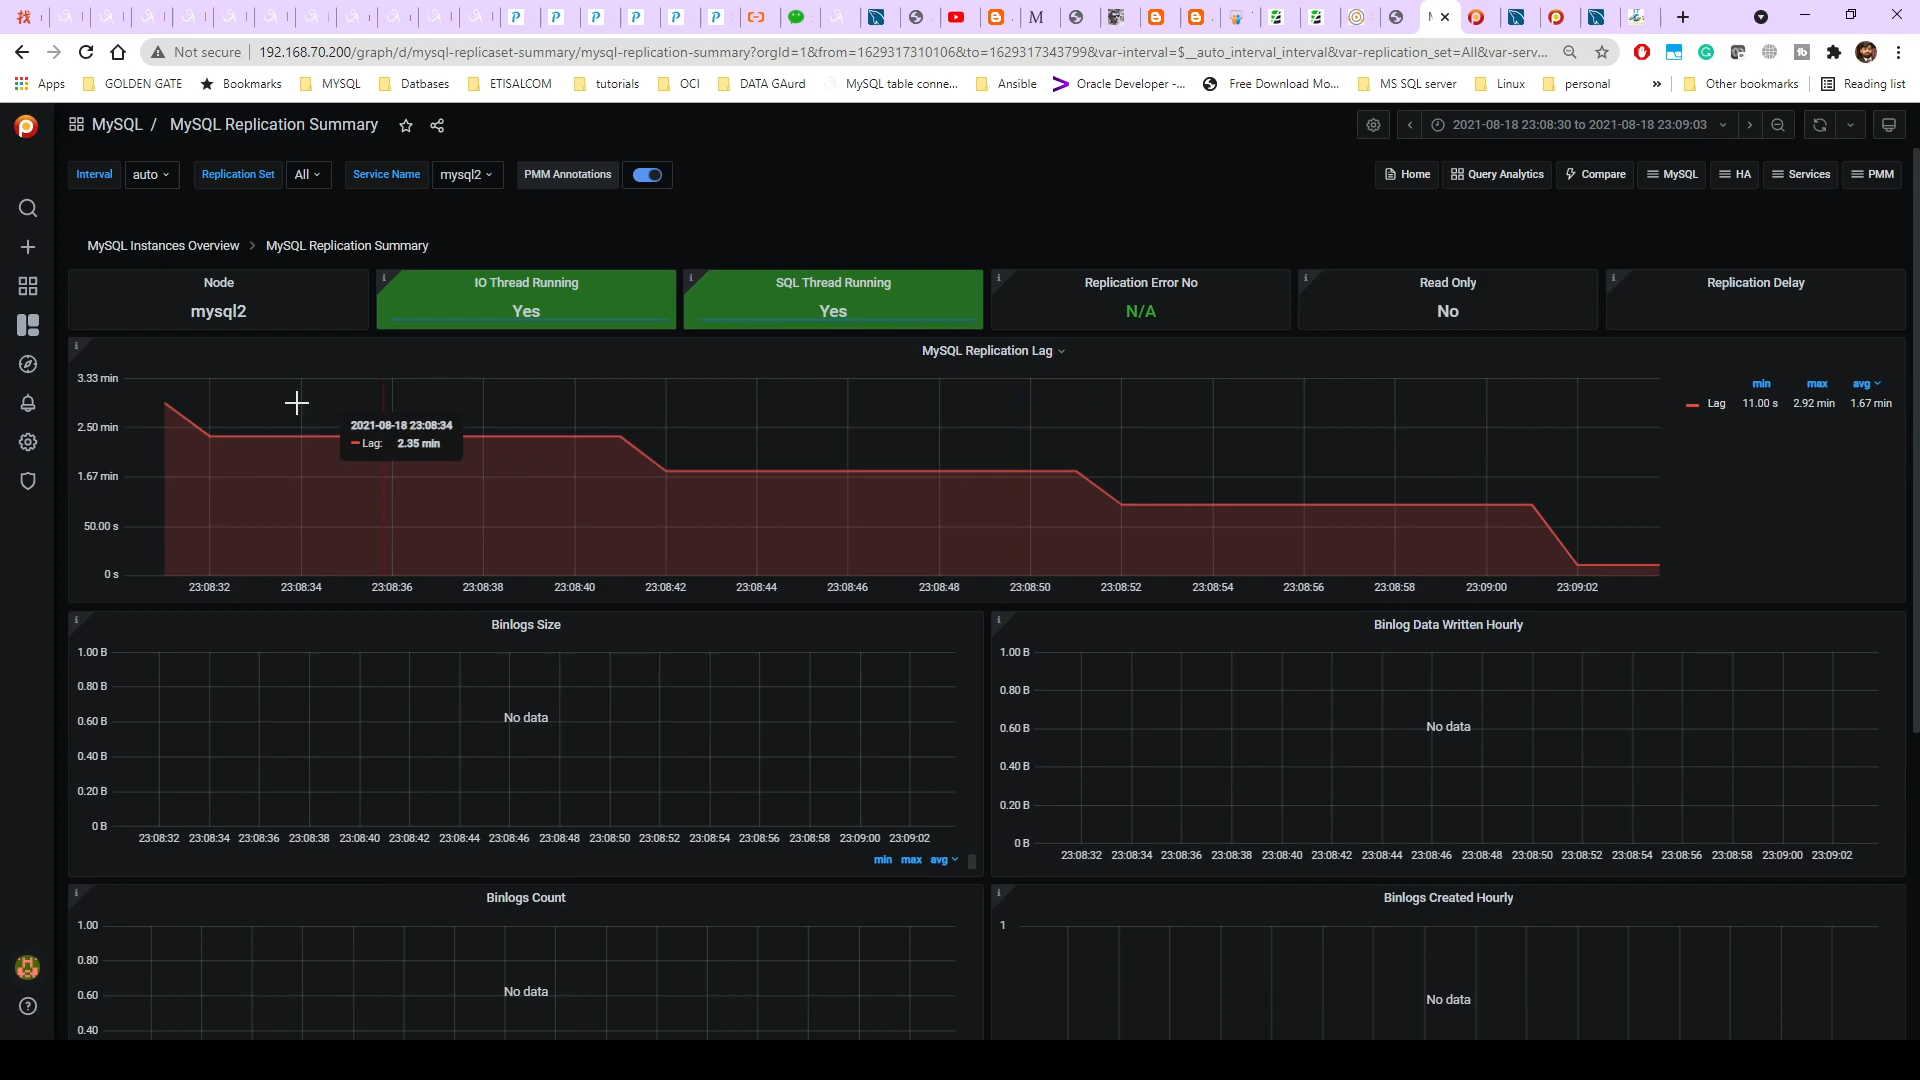 Not secure 192.168.70.200/graph/d/mysql-replicaset-summary/mysql-replication-summary?orgId=1&from=1629317310106&to=1629317343799&var-interval=$__auto_interval_interval&var-replication_set=All&var-serv...
Apps GOLDEN GATE Bookmarks MYSQL Datbases ETISALCOM tutorials OCI DATA GAurd MySQL table conne... Ansible Oracle Developer -... Free Download Mo... MS SQL server Linux personal » Other bookmarks Reading list
MySQL / MySQL Replication Summary 2021-08-18 23:08:30 to 2021-08-18 23:09:03
Interval auto Replication Set All Service Name mysql2 PMM Annotations Home Query Analytics Compare MySQL HA Services PMM
MySQL Instances Overview > MySQL Replication Summary
Node IO Thread Running SQL Thread Running Replication Error No Read Only Replication Delay
mysql2 Yes Yes N/A No
MySQL Replication Lag
3.33 min
2.50 min
1.67 min
50.00 s
0 s
2021-08-18 23:08:34
Lag: 2.35 min
min max avg
Lag 11.00 s 2.92 min 1.67 min
23:08:32 23:08:34 23:08:36 23:08:38 23:08:40 23:08:42 23:08:44 23:08:46 23:08:48 23:08:50 23:08:52 23:08:54 23:08:56 23:08:58 23:09:00 23:09:02
Binlogs Size
1.00 B
0.80 B
0.60 B
0.40 B
0.20 B
0 B
No data
23:08:32 23:08:34 23:08:36 23:08:38 23:08:40 23:08:42 23:08:44 23:08:46 23:08:48 23:08:50 23:08:52 23:08:54 23:08:56 23:08:58 23:09:00 23:09:02
min max avg
Binlog Data Written Hourly
1.00 B
0.80 B
0.60 B
0.40 B
0.20 B
0 B
No data
23:08:32 23:08:34 23:08:36 23:08:38 23:08:40 23:08:42 23:08:44 23:08:46 23:08:48 23:08:50 23:08:52 23:08:54 23:08:56 23:08:58 23:09:00 23:09:02
Binlogs Count
1.00
0.80
0.60
0.40
No data
Binlogs Created Hourly
1
No data